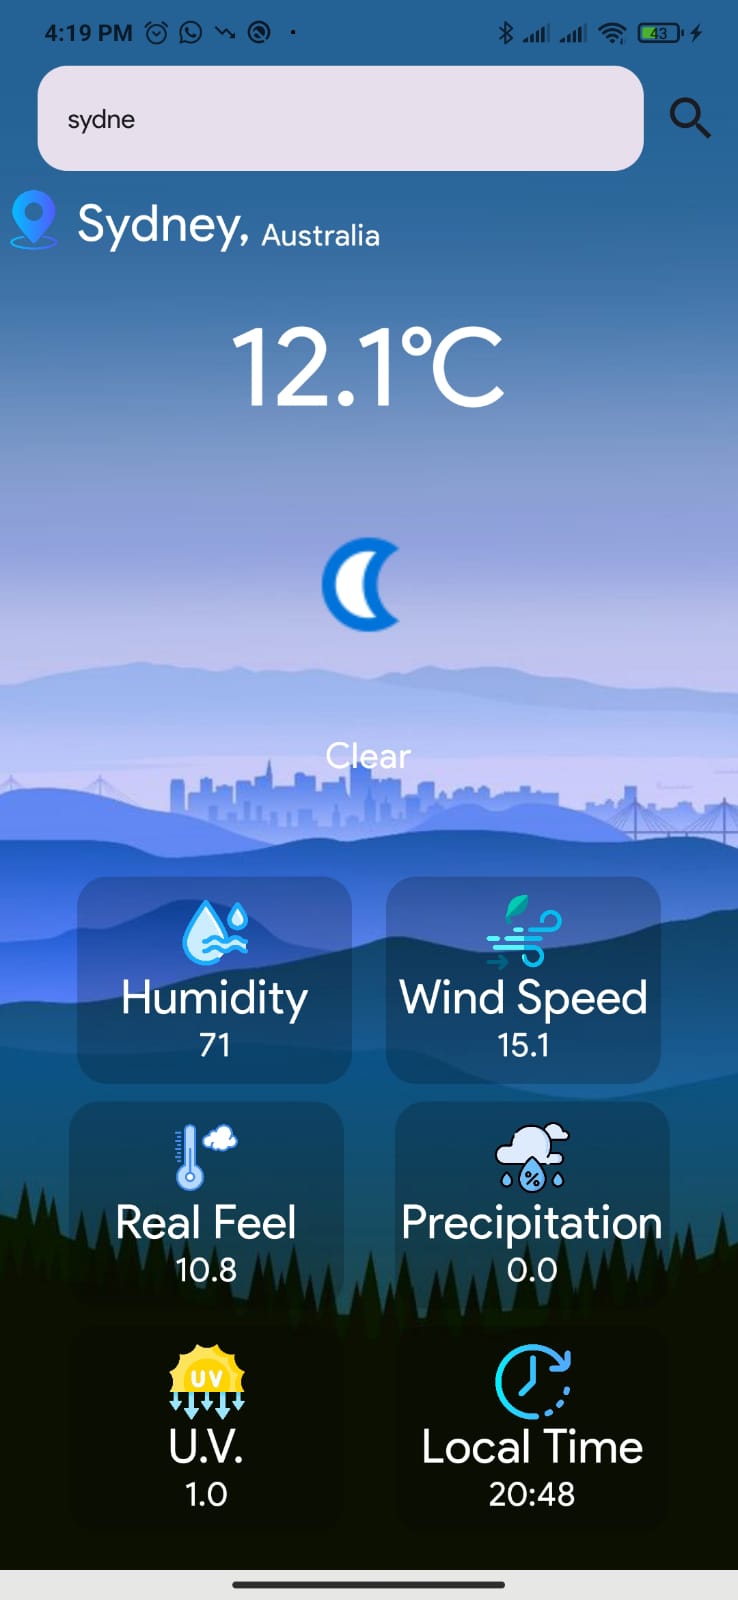 4:19 PM 43
sydne
Sydney, Australia
12.1°C
Clear
Humidity Wind Speed
71 15.1
%
Real Feel Precipitation
10.8 0.0
UV
U.V. Local Time
1.0 20:48